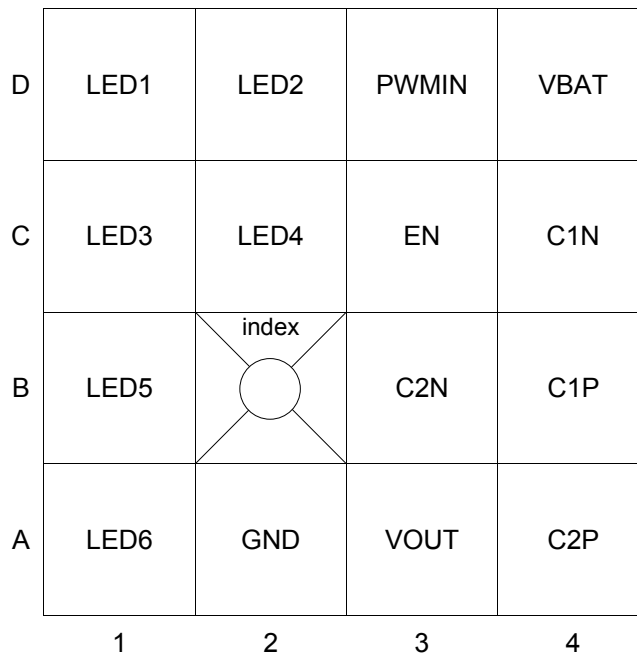 D LED1 LED2 PWMIN VBAT
C LED3 LED4 EN C1N
index
B LED5 C2N C1P
A LED6 GND VOUT C2P
1 2 3 4